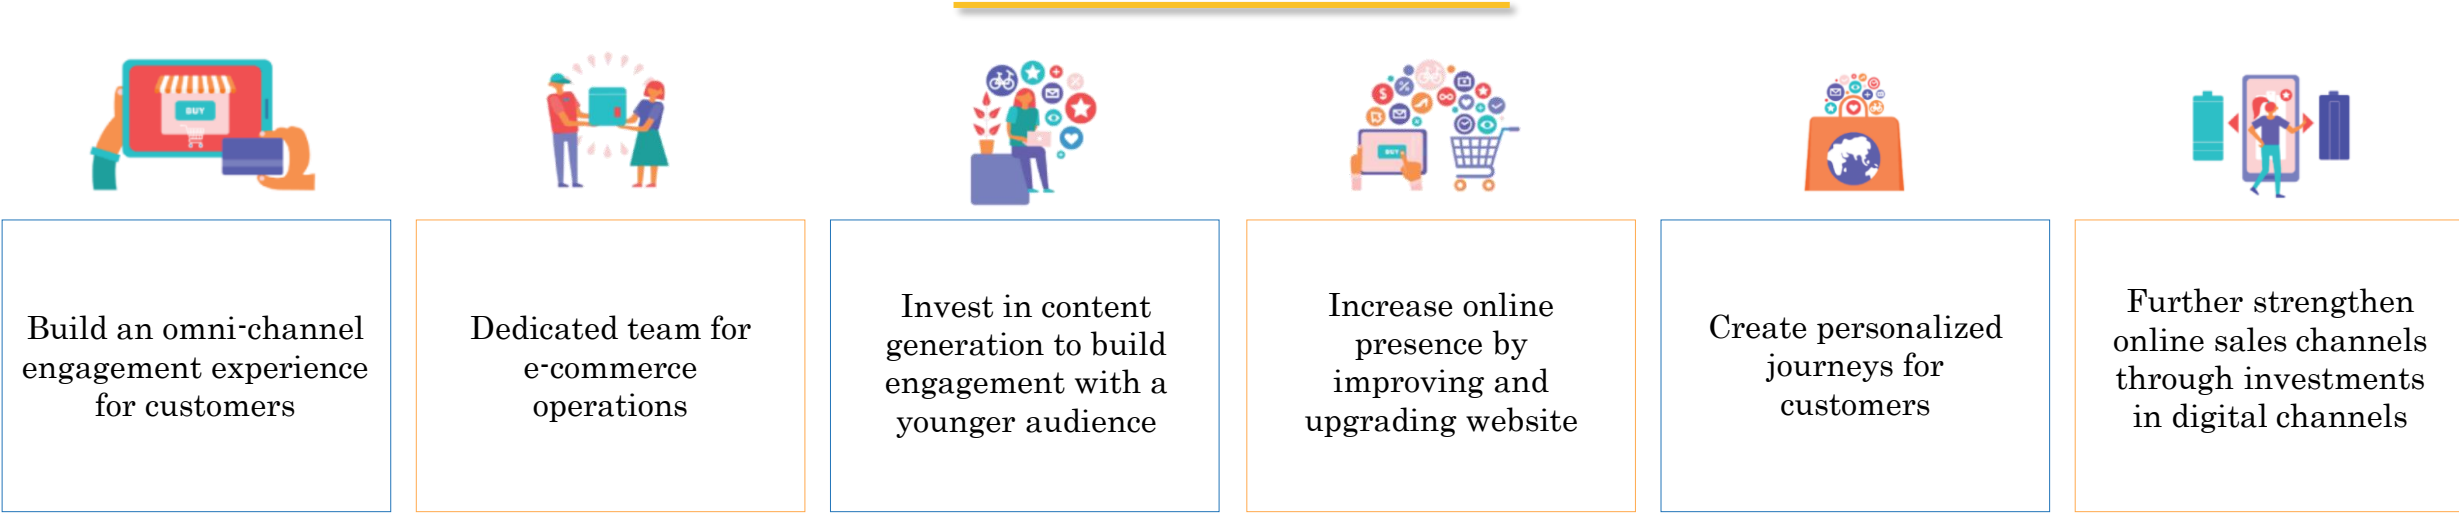 BUY
BUY
Build an omni-channel
engagement experience
for customers
Dedicated team for
e-commerce
operations
Invest in content
generation to build
engagement with a
younger audience
Increase online
presence by
improving and
upgrading website
Create personalized
journeys for
customers
Further strengthen
online sales channels
through investments
in digital channels